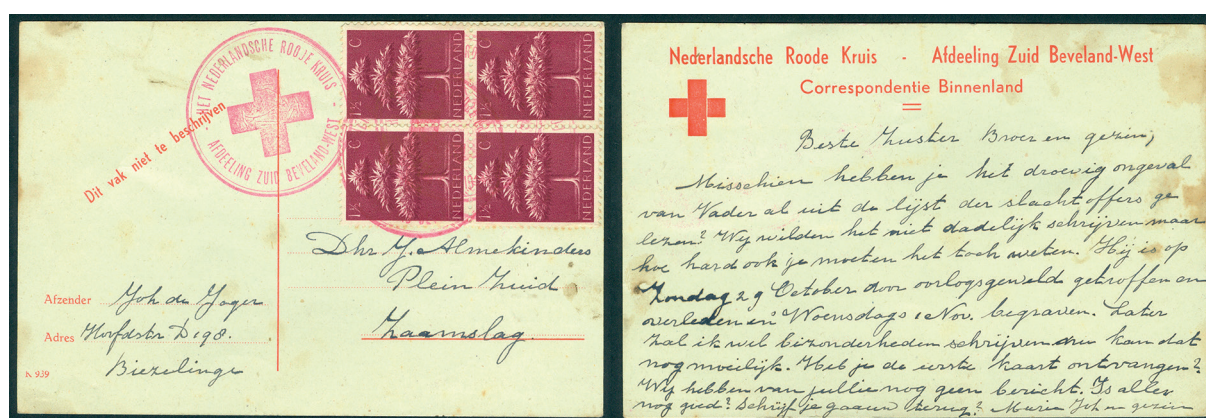 HET NEDERLANDSCHE ROODE KRUIS -
AFDEELING ZUID BEVELAND-WEST
Dit vak niet te beschrijven
1½ C NEDERLAND
1½ C NEDERLAND
1½ C NEDERLAND
1½ C NEDERLAND
Dhr J. Almekinders
Plein Zuid
Zaamslag.
Afzender Joh de Jager
Adres Hoofdstr D 98.
Biezelinge
K 939
Nederlandsche Roode Kruis - Afdeeling Zuid Beveland-West
Correspondentie Binnenland
Beste Zuster Broer en gezin,
Misschien hebben je het droevig ongeval
van Vader al uit de lijst der slachtoffers ge
lezen? Wij wilden het niet dadelijk schrijven maar
hoe hard ook je moeten het toch weten. Hij is op
Zondag 29 October door oorlogsgeweld getroffen en
overleden en Woensdags 1 Nov. begraven. Later
zal ik wel bizonderheden schrijven nu kan dat
nog moeilijk. Heb je de eerste kaart ontvangen?
Wij hebben van jullie nog geen bericht. Is alles
nog goed? Schrijf je gauw terug? Joh en gezin